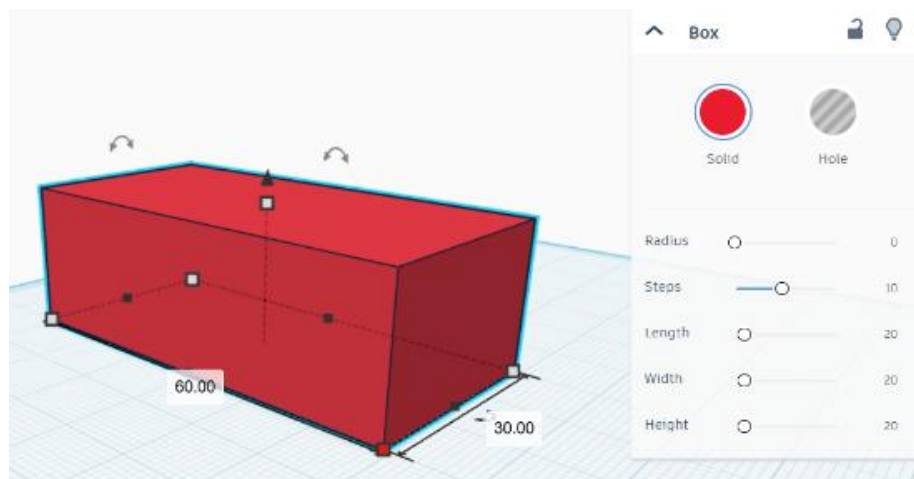 Box
Solid Hole
Radius 0
Steps 10
Length 20
Width 20
Height 20
60.00
30.00